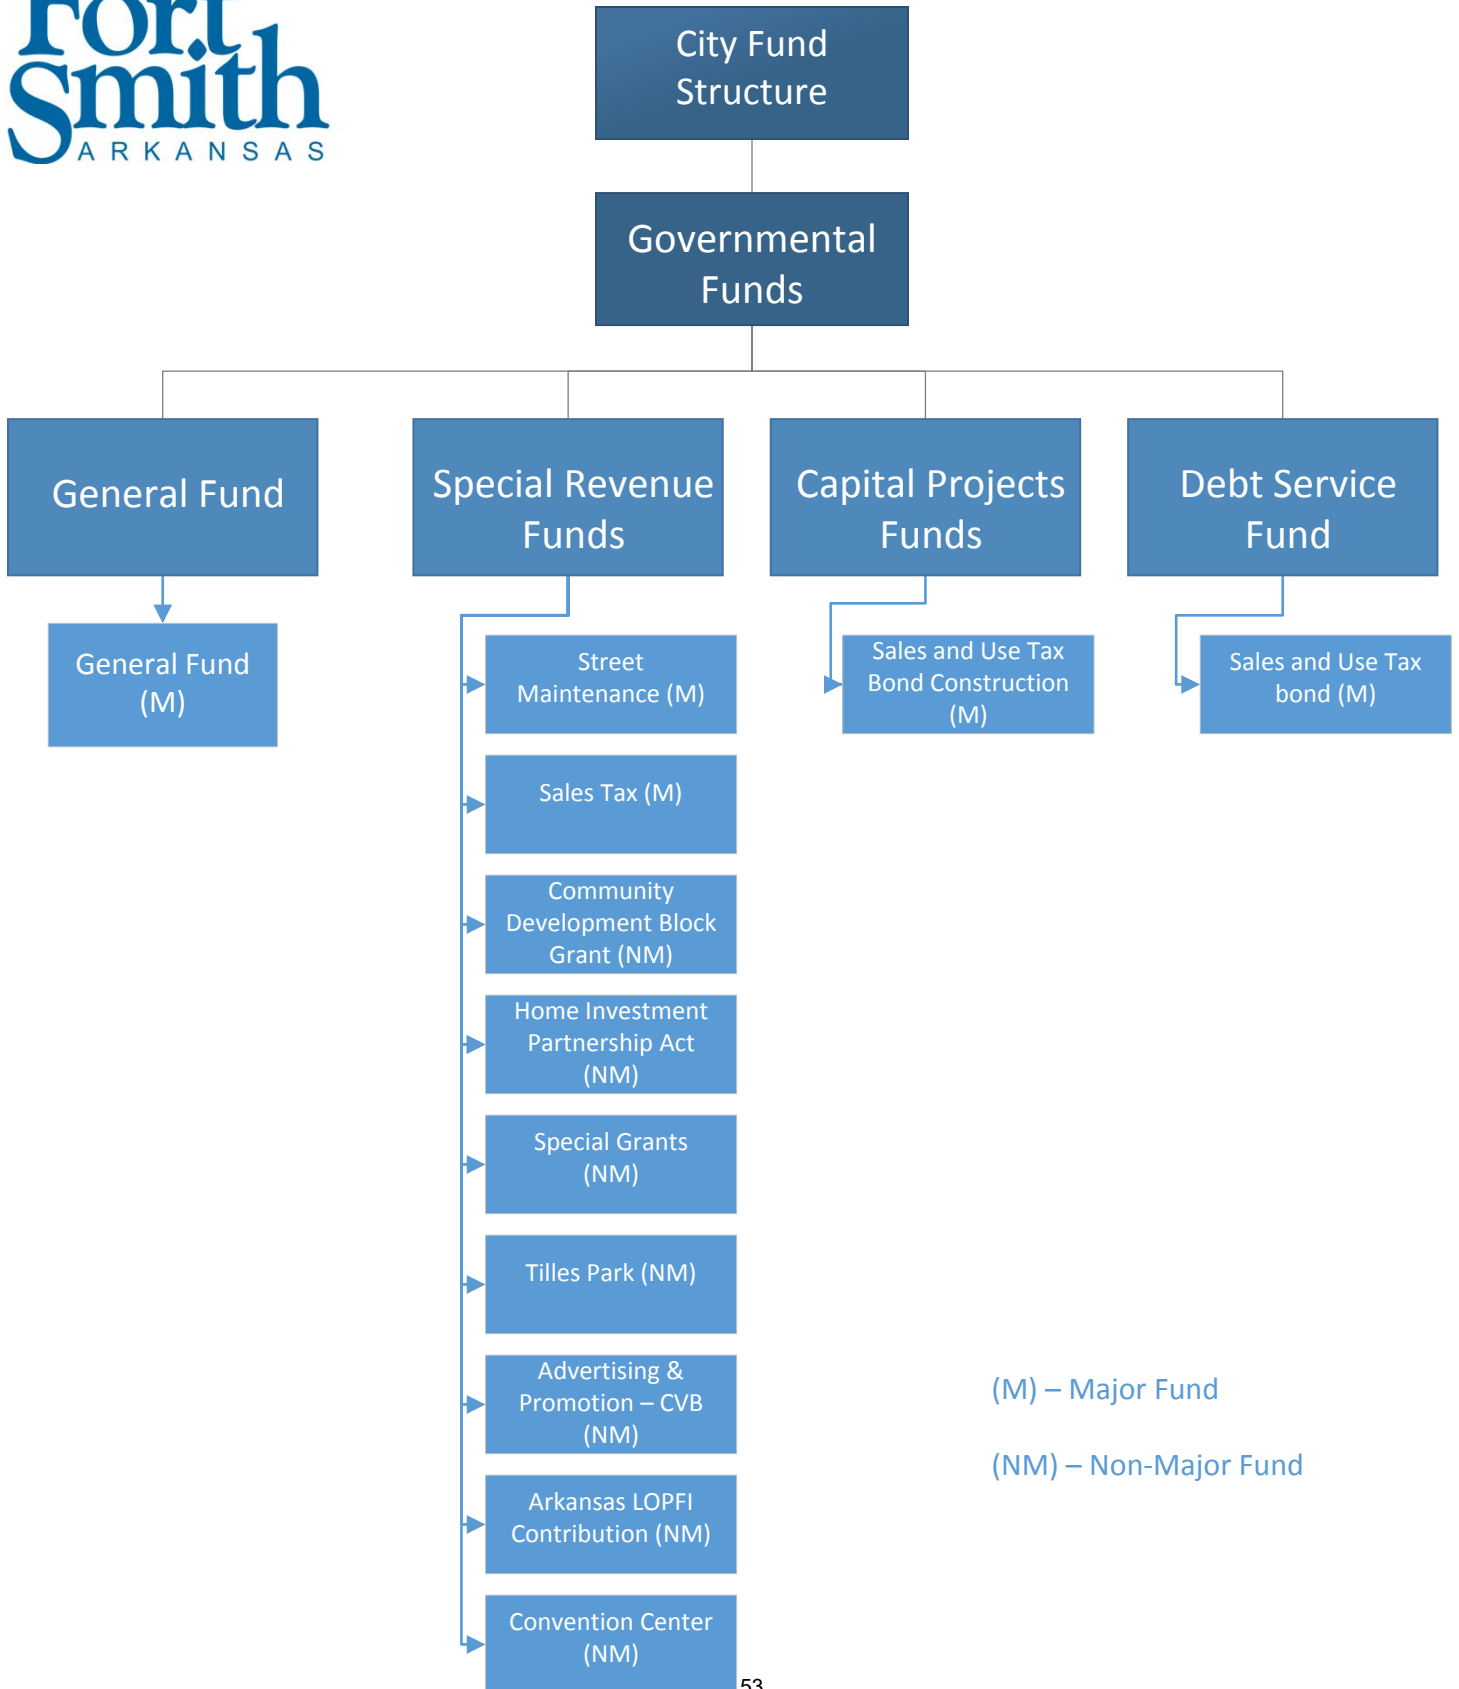 Fort
Smith
ARKANSAS
City Fund
Structure
Governmental
Funds
General Fund
Special Revenue
Funds
Capital Projects
Funds
Debt Service
Fund
General Fund
(M)
Street
Maintenance (M)
Sales Tax (M)
Community
Development Block
Grant (NM)
Home Investment
Partnership Act
(NM)
Special Grants
(NM)
Tilles Park (NM)
Advertising &
Promotion – CVB
(NM)
Arkansas LOPFI
Contribution (NM)
Convention Center
(NM)
Sales and Use Tax
Bond Construction
(M)
Sales and Use Tax
bond (M)
(M) – Major Fund
(NM) – Non-Major Fund
53